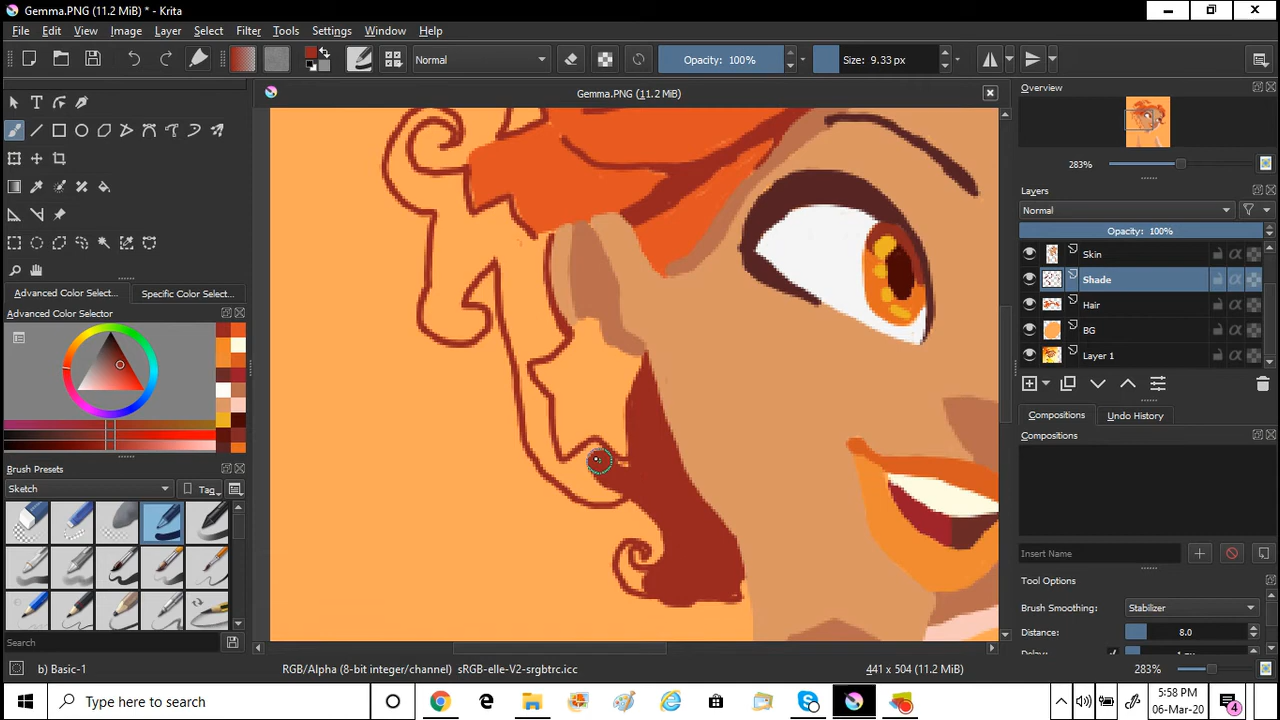 Gemma.PNG (11.2 MiB) * - Krita
File Edit View Image Layer Select Filter Tools Settings Window Help
Normal
Opacity: 100%
Size: 9.33 px
Gemma.PNG (11.2 MiB)
Overview
283%
Layers
Normal
Opacity: 100%
Skin
Shade
Hair
BG
Layer 1
Compositions Undo History
Compositions
Insert Name
Tool Options
Brush Smoothing: Stabilizer
Distance: 8.0
Advanced Color Select... Specific Color Select...
Advanced Color Selector
Brush Presets
Sketch
Tag
Search
b) Basic-1
RGB/Alpha (8-bit integer/channel) sRGB-elle-V2-srgbtrc.icc
441 x 504 (11.2 MiB)
283%
Type here to search
5:58 PM
06-Mar-20
4